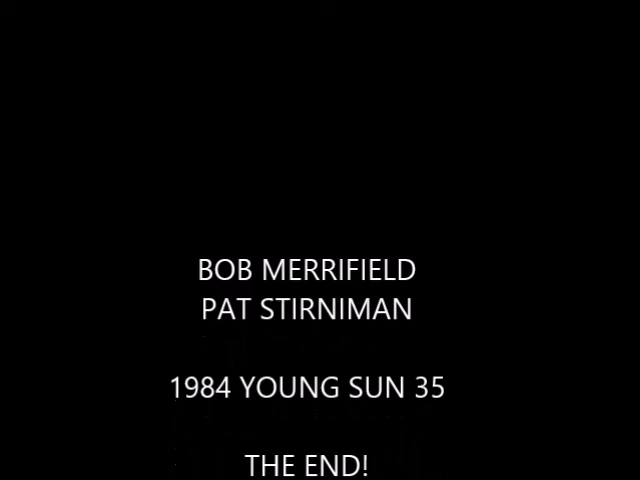 BOB MERRIFIELD
PAT STIRNIMAN
1984 YOUNG SUN 35
THE END!